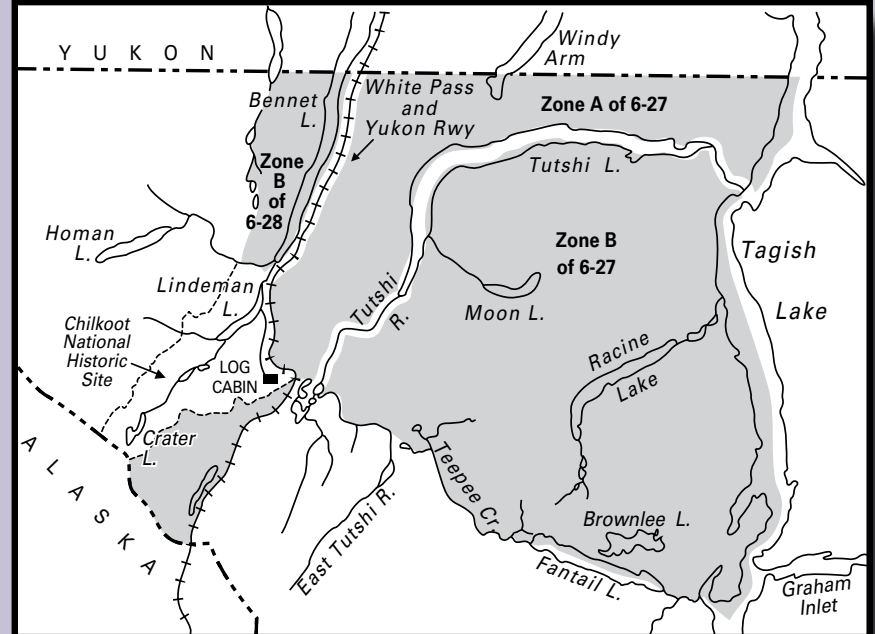 Y U K O N
Windy
Arm
Bennet
L.
White Pass
and
Yukon Rwy
Zone A of 6-27
Zone
B
of
6-28
Tutshi L.
Homan
L.
Zone B
of 6-27
Tagish
Lake
Lindeman
L.
Tutshi
R.
Moon L.
Chilkoot
National
Historic
Site
Racine
Lake
LOG
CABIN
Crater
L.
A L A S K A
Teepee Cr.
East Tutshi R.
Brownlee L.
Fantail L.
Graham
Inlet